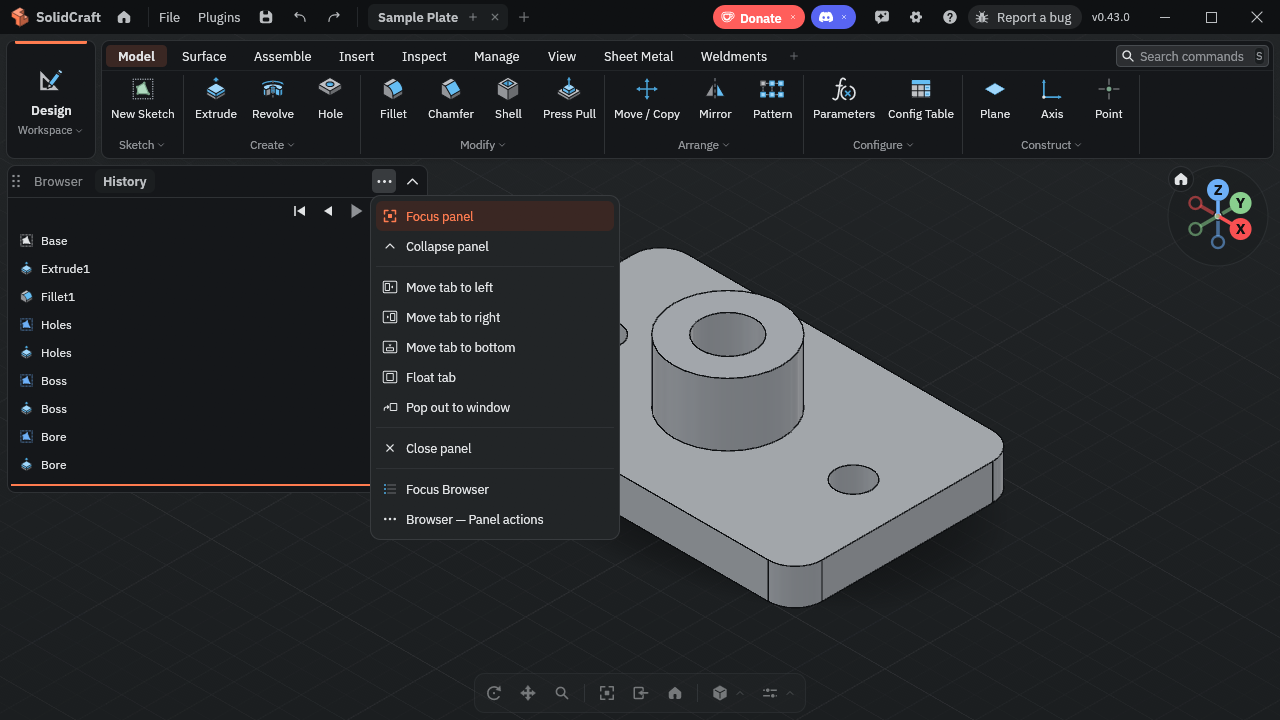 SolidCraft File Plugins Sample Plate Donate Report a bug v0.43.0
Model Surface Assemble Insert Inspect Manage View Sheet Metal Weldments Search commands S
Design
Workspace
New Sketch Extrude Revolve Hole Fillet Chamfer Shell Press Pull Move / Copy Mirror Pattern Parameters Config Table Plane Axis Point
Sketch Create Modify Arrange Configure Construct
Browser History
Base
Extrude1
Fillet1
Holes
Holes
Boss
Boss
Bore
Bore
Focus panel
Collapse panel
Move tab to left
Move tab to right
Move tab to bottom
Float tab
Pop out to window
Close panel
Focus Browser
Browser — Panel actions
Z
Y
X